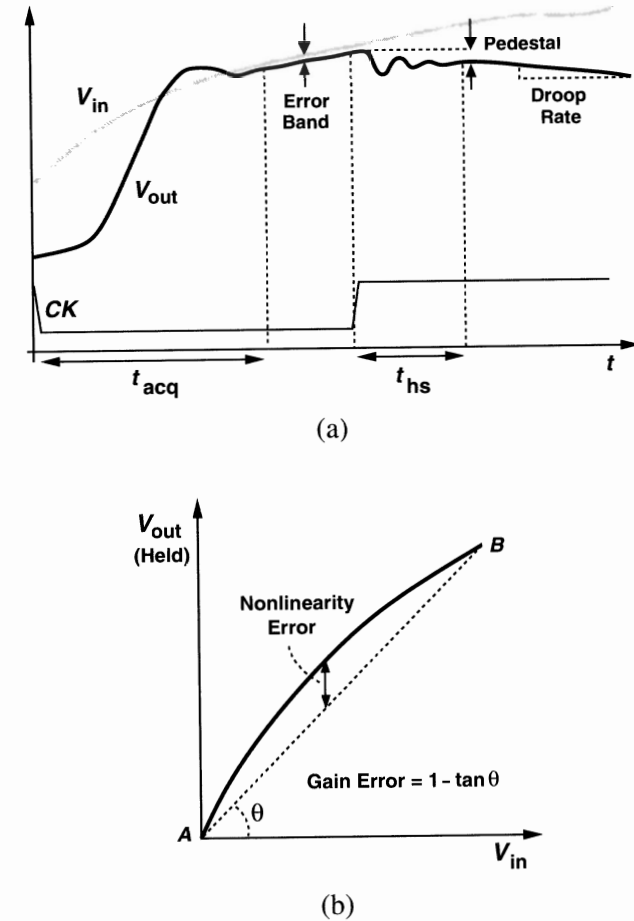 Pedestal
V_in
Error
Band
Droop
Rate
V_out
CK
t_acq
t_hs
t
(a)
V_out
(Held)
B
Nonlinearity
Error
Gain Error = 1 – tan θ
θ
A
V_in
(b)